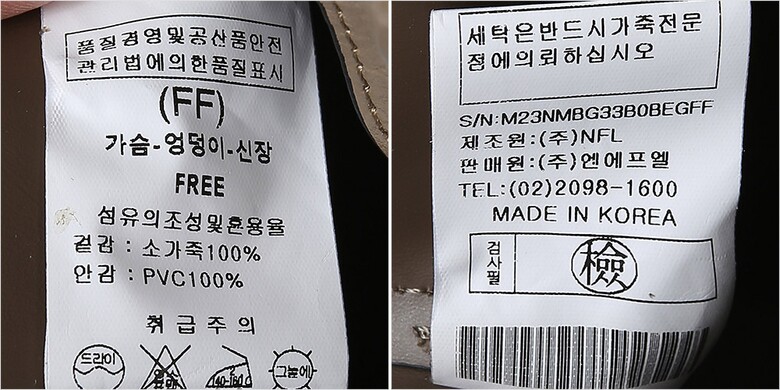 품질경영및공산품안전
관리법에의한품질표시
(FF)
가슴-엉덩이-신장
FREE
섬유의조성및혼용율
겉감 : 소가죽100%
안감 : PVC100%
취급주의
드라이
140-160℃
그늘에
세탁은반드시가죽전문
점에의뢰하십시오
S/N:M23NMBG33B0BEGFF
제조원:(주)NFL
판매원:(주)엔에프엘
TEL:(02)2098-1600
MADE IN KOREA
검사필
檢